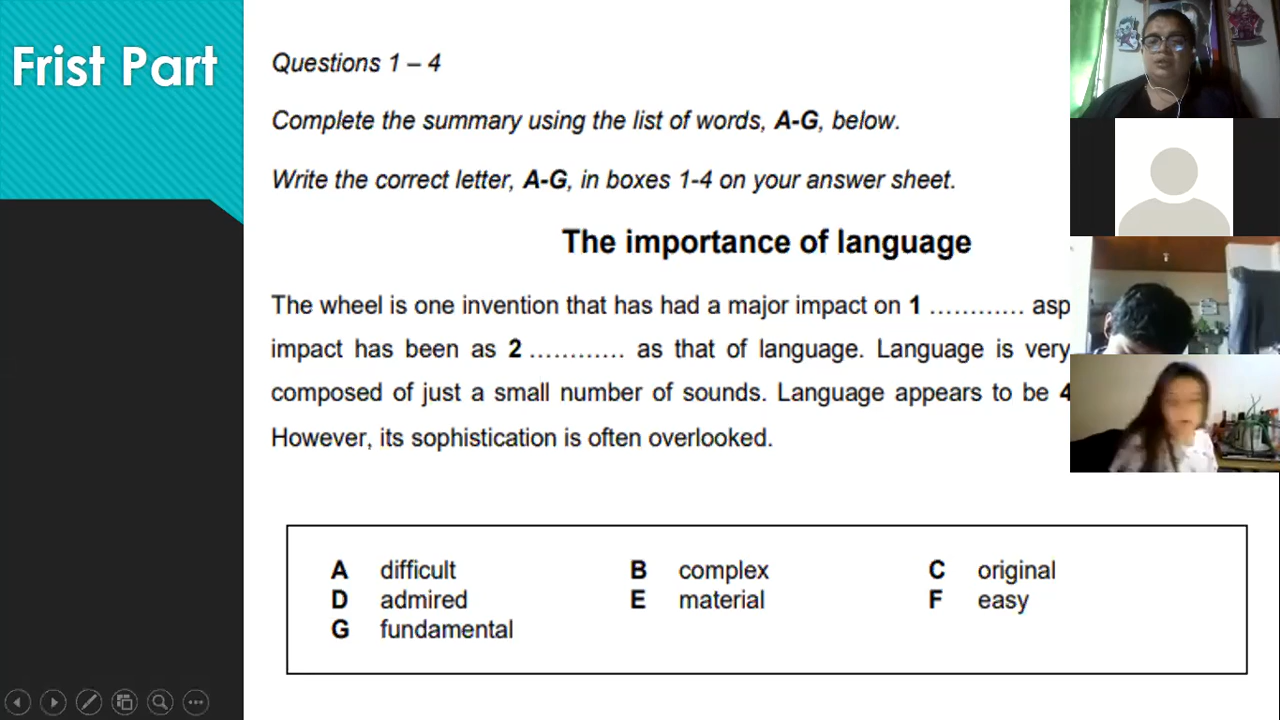 Frist Part
Questions 1 – 4
Complete the summary using the list of words, A-G, below.
Write the correct letter, A-G, in boxes 1-4 on your answer sheet.
The importance of language
The wheel is one invention that has had a major impact on 1 ............ asp
impact has been as 2 ............ as that of language. Language is very
composed of just a small number of sounds. Language appears to be 4
However, its sophistication is often overlooked.
A difficult B complex C original
D admired E material F easy
G fundamental